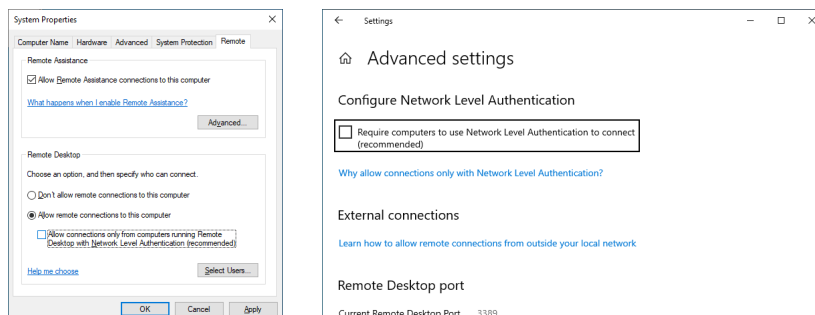 System Properties
Computer Name Hardware Advanced System Protection Remote
Remote Assistance
Allow Remote Assistance connections to this computer
What happens when I enable Remote Assistance?
Advanced...
Remote Desktop
Choose an option, and then specify who can connect.
Don't allow remote connections to this computer
Allow remote connections to this computer
Allow connections only from computers running Remote
Desktop with Network Level Authentication (recommended)
Help me choose
Select Users...
OK Cancel Apply
Settings
Advanced settings
Configure Network Level Authentication
Require computers to use Network Level Authentication to connect
(recommended)
Why allow connections only with Network Level Authentication?
External connections
Learn how to allow remote connections from outside your local network
Remote Desktop port
Current Remote Desktop Port 3389